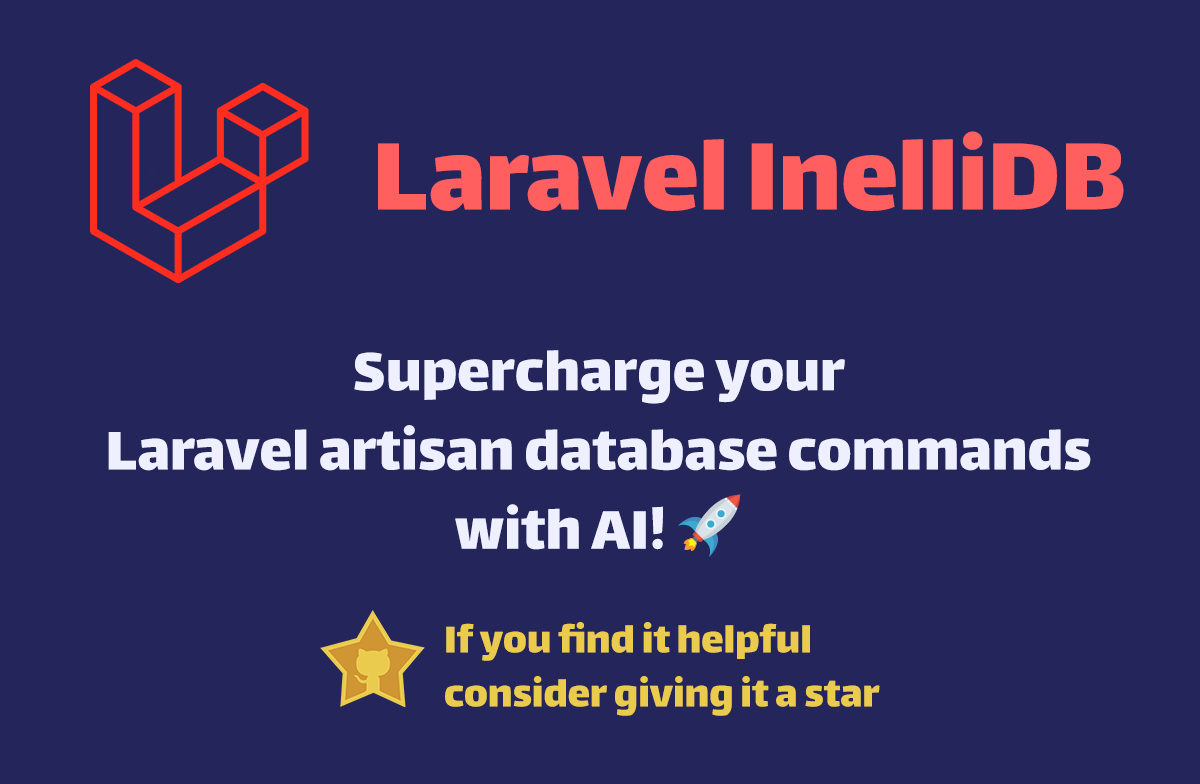 Laravel InelliDB
Supercharge your
Laravel artisan database commands
with AI! 🚀
If you find it helpful
consider giving it a star